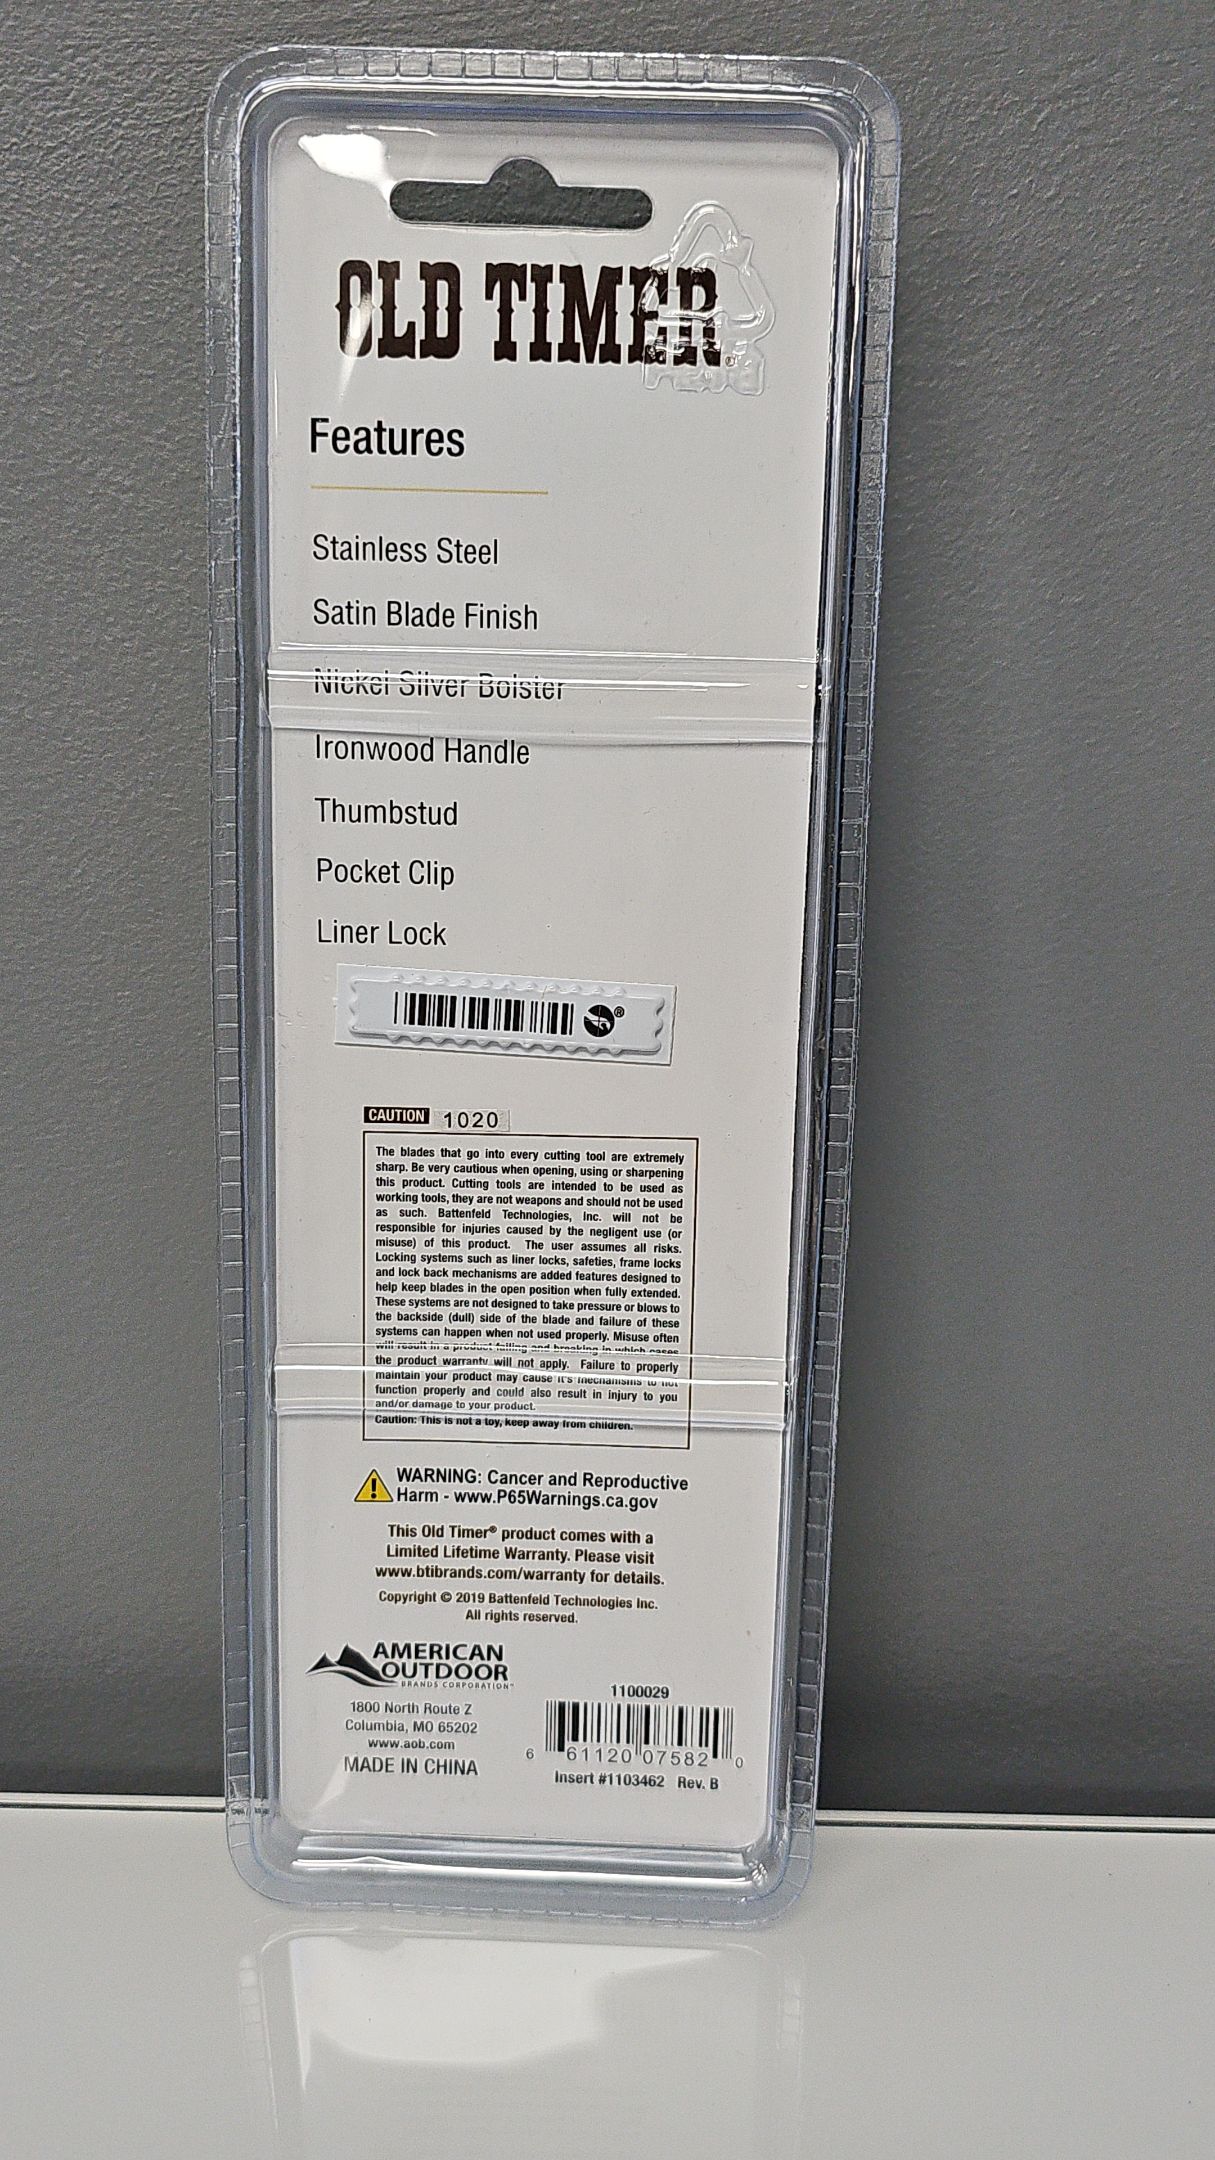 OLD TIMER®
Features
Stainless Steel
Satin Blade Finish
Nickel Silver Bolster
Ironwood Handle
Thumbstud
Pocket Clip
Liner Lock
®
CAUTION 1020
The blades that go into every cutting tool are extremely
sharp. Be very cautious when opening, using or sharpening
this product. Cutting tools are intended to be used as
working tools, they are not weapons and should not be used
as such. Battenfeld Technologies, Inc. will not be
responsible for injuries caused by the negligent use (or
misuse) of this product. The user assumes all risks.
Locking systems such as liner locks, safeties, frame locks
and lock back mechanisms are added features designed to
help keep blades in the open position when fully extended.
These systems are not designed to take pressure or blows to
the backside (dull) side of the blade and failure of these
systems can happen when not used properly. Misuse often
will result in a product failing and breaking in which cases
the product warranty will not apply. Failure to properly
maintain your product may cause it's mechanisms to not
function properly and could also result in injury to you
and/or damage to your product.
Caution: This is not a toy, keep away from children.
WARNING: Cancer and Reproductive
Harm - www.P65Warnings.ca.gov
This Old Timer® product comes with a
Limited Lifetime Warranty. Please visit
www.btibrands.com/warranty for details.
Copyright © 2019 Battenfeld Technologies Inc.
All rights reserved.
AMERICAN
OUTDOOR
BRANDS CORPORATION™
1800 North Route Z
Columbia, MO 65202
www.aob.com
MADE IN CHINA
1100029
6 61120 07582 0
Insert #1103462 Rev. B